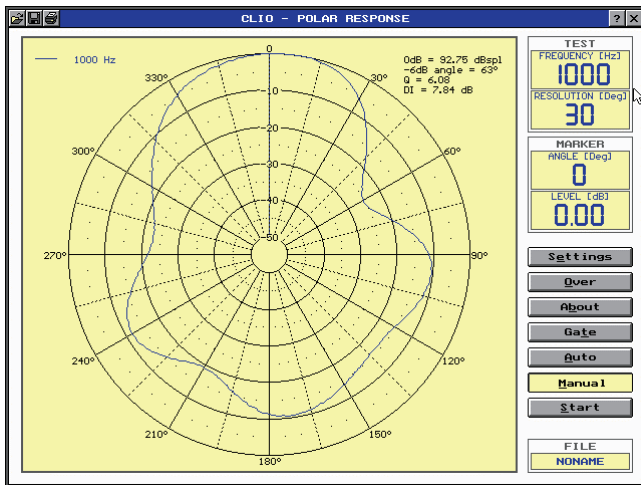 CLIO - POLAR RESPONSE
? ×
1000 Hz
0dB = 92.75 dBspl
-6dB angle = 63°
Q = 6.08
DI = 7.84 dB
0
30°
60°
90°
120°
150°
180°
210°
240°
270°
300°
330°
-10
-20
-30
-40
-50
TEST
FREQUENCY [Hz]
1000
RESOLUTION [Deg]
30
MARKER
ANGLE [Deg]
0
LEVEL [dB]
0.00
Settings
Over
About
Gate
Auto
Manual
Start
FILE
NONAME